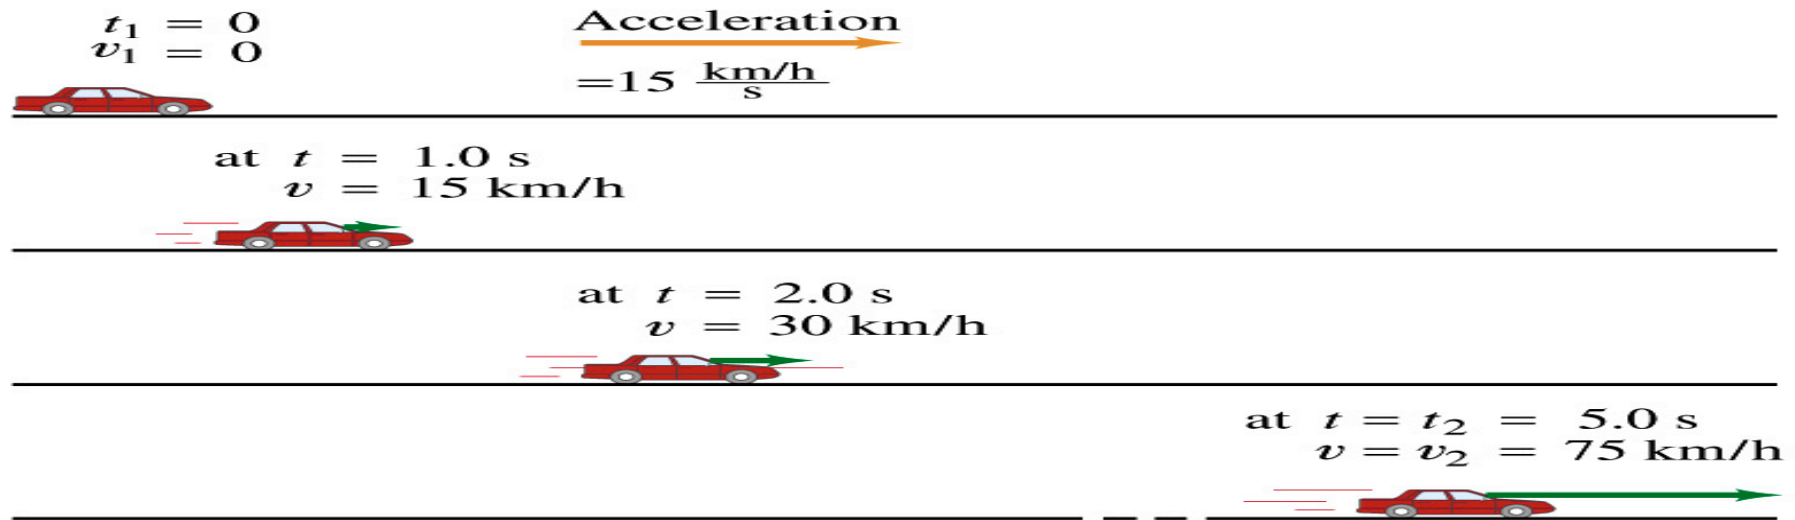 t₁ = 0
v₁ = 0
Acceleration
=15 km/h / s
at t = 1.0 s
v = 15 km/h
at t = 2.0 s
v = 30 km/h
at t = t₂ = 5.0 s
v = v₂ = 75 km/h